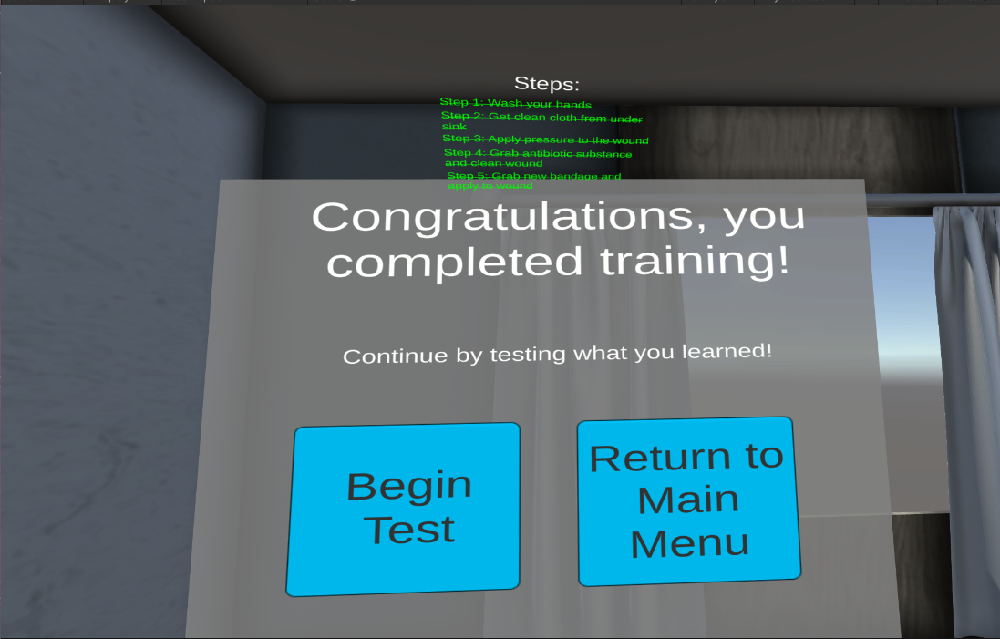 Steps:
Step 1: Wash your hands
Step 2: Get clean cloth from under
sink
Step 3: Apply pressure to the wound
Step 4: Grab antibiotic substance
and clean wound
Step 5: Grab new bandage and
apply to wound
Congratulations, you
completed training!
Continue by testing what you learned!
Begin
Test
Return to
Main
Menu